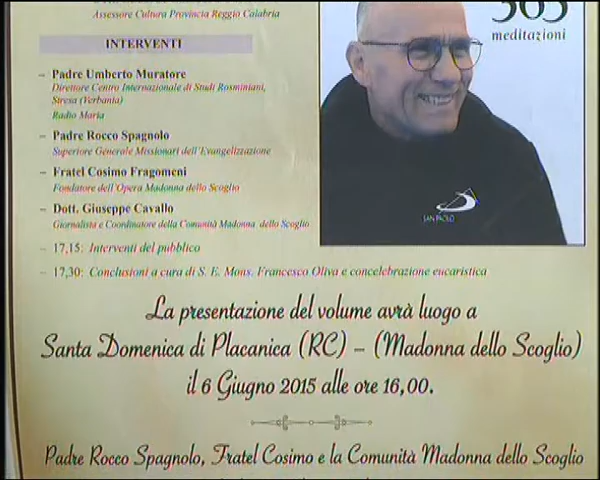 Assessore Cultura Provincia Reggio Calabria
365
meditazioni
INTERVENTI
– Padre Umberto Muratore
Direttore Centro Internazionale di Studi Rosminiani,
Stresa (Verbania)
Radio Maria
– Padre Rocco Spagnolo
Superiore Generale Missionari dell'Evangelizzazione
– Fratel Cosimo Fragomeni
Fondatore dell'Opera Madonna dello Scoglio
– Dott. Giuseppe Cavallo
Giornalista e Coordinatore della Comunità Madonna dello Scoglio
SAN PAOLO
– 17,15: Interventi del pubblico
– 17,30: Conclusioni a cura di S. E. Mons. Francesco Oliva e concelebrazione eucaristica
La presentazione del volume avrà luogo a
Santa Domenica di Placanica (RC) – (Madonna dello Scoglio)
il 6 Giugno 2015 alle ore 16,00.
Padre Rocco Spagnolo, Fratel Cosimo e la Comunità Madonna dello Scoglio